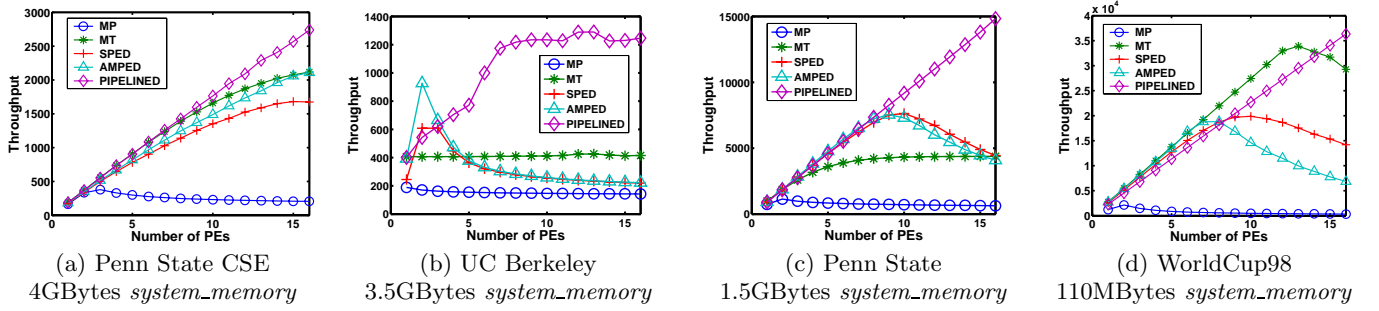 Throughput
3000
2500
2000
1500
1000
500
0
0 5 10 15
Number of PEs
MP
MT
SPED
AMPED
PIPELINED
(a) Penn State CSE
4GBytes system_memory
Throughput
1400
1200
1000
800
600
400
200
0
0 5 10 15
Number of PEs
MP
MT
SPED
AMPED
PIPELINED
(b) UC Berkeley
3.5GBytes system_memory
Throughput
15000
10000
5000
0
0 5 10 15
Number of PEs
MP
MT
SPED
AMPED
PIPELINED
(c) Penn State
1.5GBytes system_memory
Throughput
x 10⁴
4
3.5
3
2.5
2
1.5
1
0.5
0
0 5 10 15
Number of PEs
MP
MT
SPED
AMPED
PIPELINED
(d) WorldCup98
110MBytes system_memory